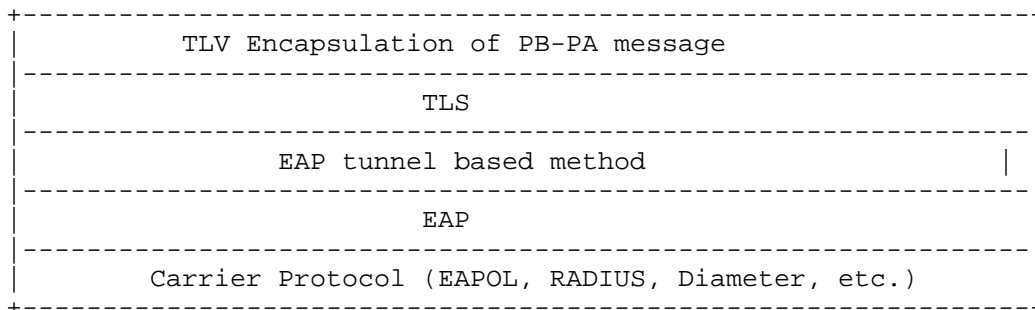 TLV Encapsulation of PB-PA message
TLS
EAP tunnel based method
EAP
Carrier Protocol (EAPOL, RADIUS, Diameter, etc.)